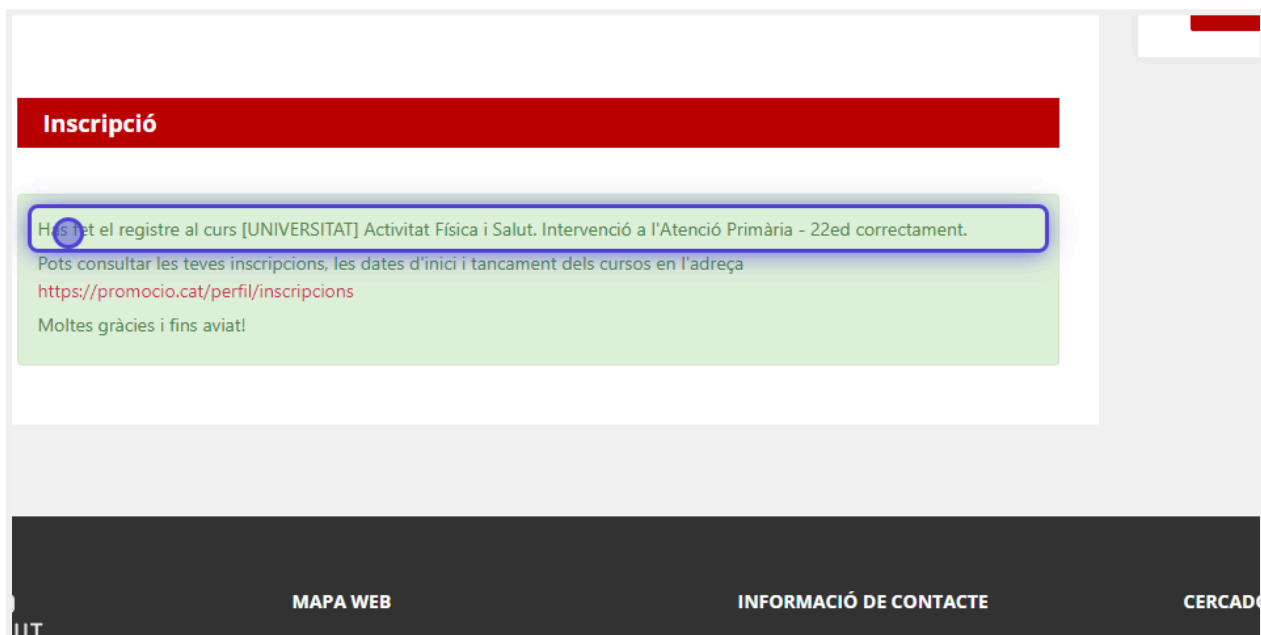 Inscripció
Has fet el registre al curs [UNIVERSITAT] Activitat Física i Salut. Intervenció a l'Atenció Primària - 22ed correctament.
Pots consultar les teves inscripcions, les dates d'inici i tancament dels cursos en l'adreça
https://promocio.cat/perfil/inscripcions
Moltes gràcies i fins aviat!
MAPA WEB
INFORMACIÓ DE CONTACTE